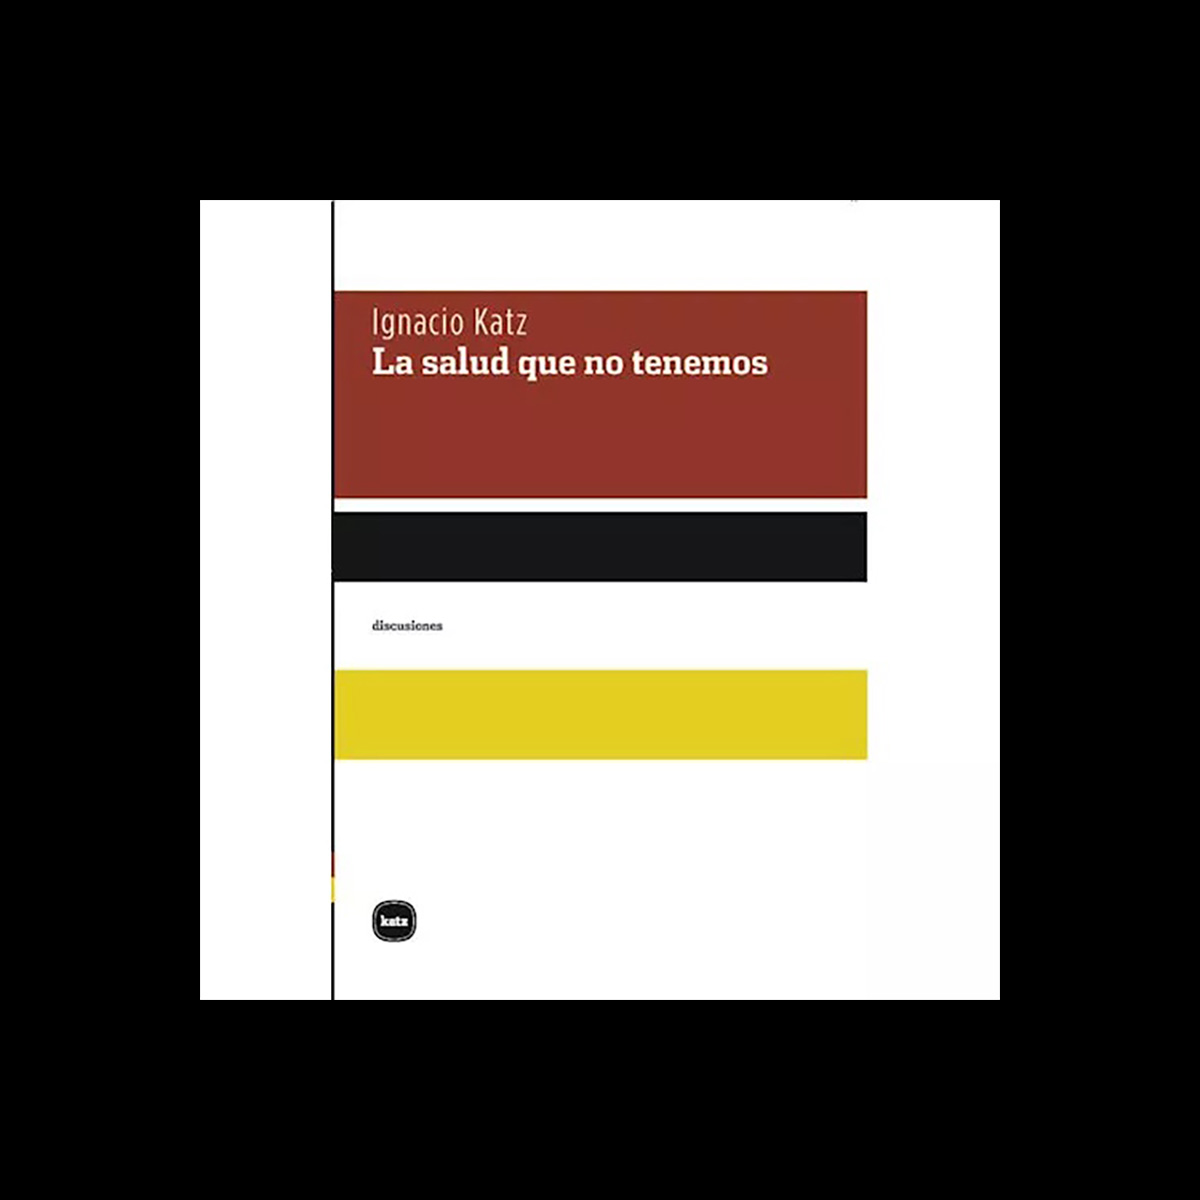 Ignacio Katz
La salud que no tenemos
discusiones
katz